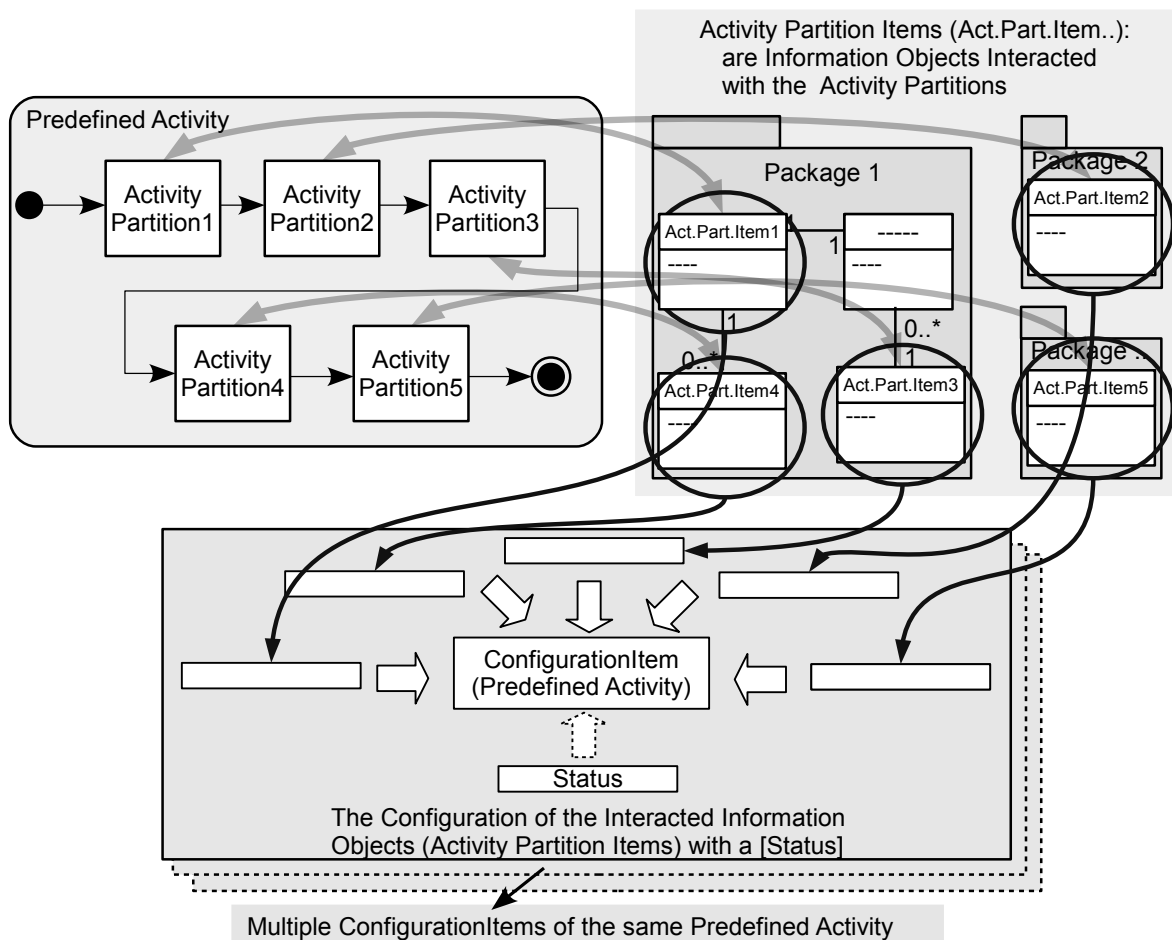 Activity Partition Items (Act.Part.Item..):
are Information Objects Interacted
with the Activity Partitions
Predefined Activity
Activity
Partition1
Activity
Partition2
Activity
Partition3
Activity
Partition4
Activity
Partition5
Package 1
Act.Part.Item1
----
1
1
-----
----
1
0..*
0..*
1
Act.Part.Item4
----
Act.Part.Item3
----
Package 2
Act.Part.Item2
----
Package ..
Act.Part.Item5
----
ConfigurationItem
(Predefined Activity)
Status
The Configuration of the Interacted Information
Objects (Activity Partition Items) with a [Status]
Multiple ConfigurationItems of the same Predefined Activity